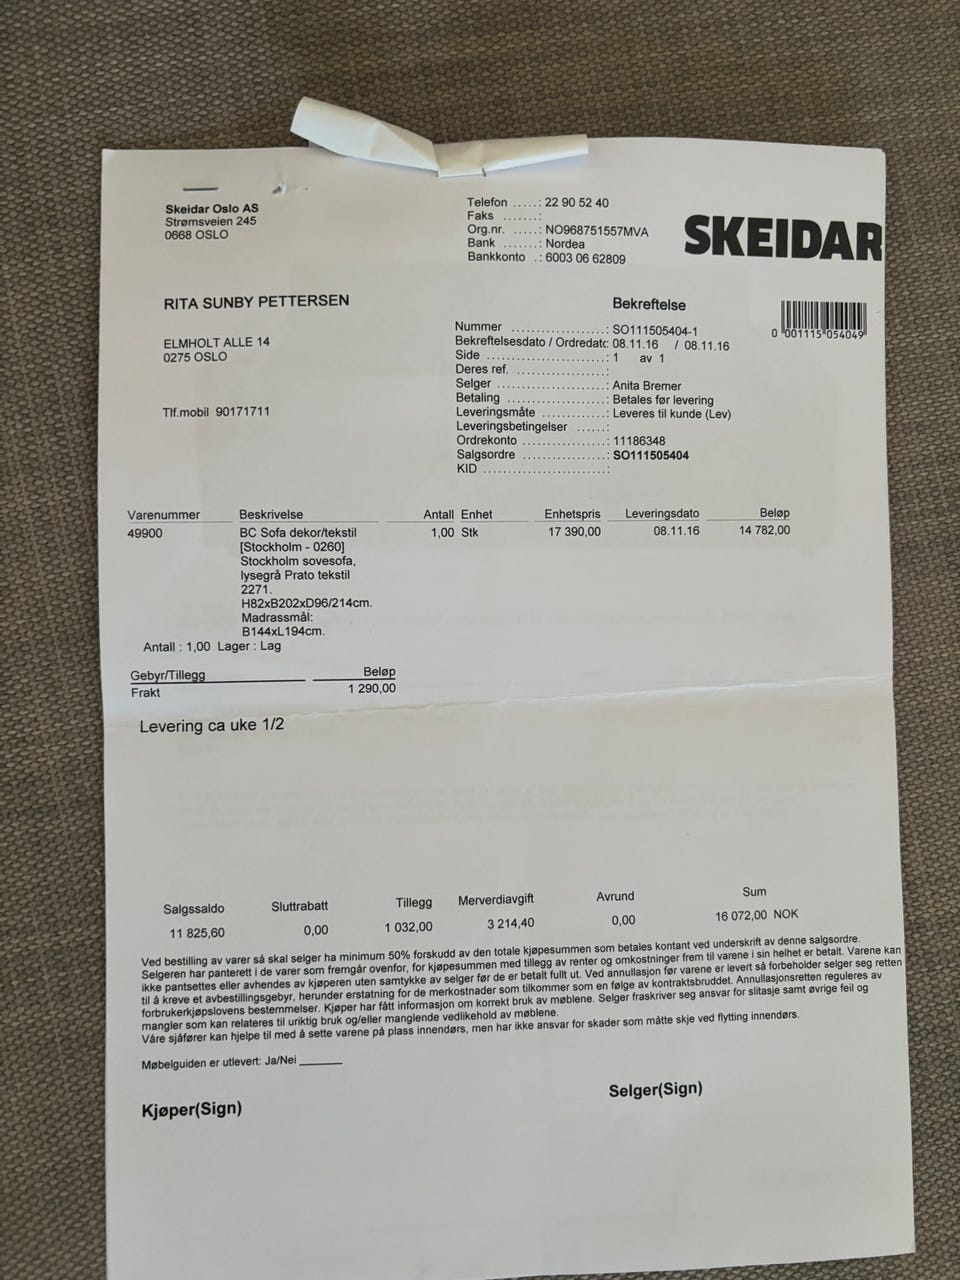 Skeidar Oslo AS
Strømsveien 245
0668 OSLO
Telefon .....: 22 90 52 40
Faks .......:
Org.nr. .....: NO968751557MVA
Bank .......: Nordea
Bankkonto .: 6003 06 62809
SKEIDAR
RITA SUNBY PETTERSEN
ELMHOLT ALLE 14
0275 OSLO
Tlf.mobil 90171711
Bekreftelse
0 001115 054049
Nummer ....................: SO111505404-1
Bekreftelsesdato / Ordredato: 08.11.16 / 08.11.16
Side .........................: 1 av 1
Deres ref. ..................:
Selger .......................: Anita Bremer
Betaling .....................: Betales før levering
Leveringsmåte .............: Leveres til kunde (Lev)
Leveringsbetingelser ......:
Ordrekonto ..................: 11186348
Salgsordre ..................: SO111505404
KID ..........................:
Varenummer Beskrivelse Antall Enhet Enhetspris Leveringsdato Beløp
49900 BC Sofa dekor/tekstil 1,00 Stk 17 390,00 08.11.16 14 782,00
[Stockholm - 0260]
Stockholm sovesofa,
lysegrå Prato tekstil
2271.
H82xB202xD96/214cm.
Madrassmål:
B144xL194cm.
Antall : 1,00 Lager : Lag
Gebyr/Tillegg Beløp
Frakt 1 290,00
Levering ca uke 1/2
Salgssaldo Sluttrabatt Tillegg Merverdiavgift Avrund Sum
11 825,60 0,00 1 032,00 3 214,40 0,00 16 072,00 NOK
Ved bestilling av varer så skal selger ha minimum 50% forskudd av den totale kjøpesummen som betales kontant ved underskrift av denne salgsordre.
Selgeren har panterett i de varer som fremgår ovenfor, for kjøpesummen med tillegg av renter og omkostninger frem til varene i sin helhet er betalt. Varene kan
ikke pantsettes eller avhendes av kjøperen uten samtykke av selger før de er betalt fullt ut. Ved annullasjon før varene er levert så forbeholder selger seg retten
til å kreve et avbestillingsgebyr, herunder erstatning for de merkostnader som tilkommer som en følge av kontraktsbruddet. Annullasjonsretten reguleres av
forbrukerkjøpslovens bestemmelser. Kjøper har fått informasjon om korrekt bruk av møblene. Selger fraskriver seg ansvar for slitasje samt øvrige feil og
mangler som kan relateres til uriktig bruk og/eller manglende vedlikehold av møblene.
Våre sjåfører kan hjelpe til med å sette varene på plass innendørs, men har ikke ansvar for skader som måtte skje ved flytting innendørs.
Møbelguiden er utlevert: Ja/Nei _______
Kjøper(Sign) Selger(Sign)